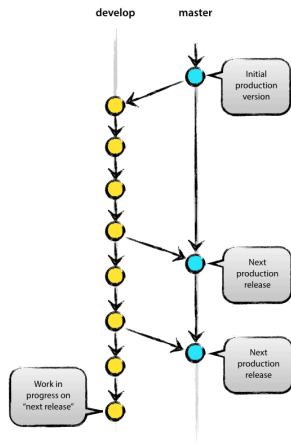 develop
master
Initial
production
version
Next
production
release
Next
production
release
Work in
progress on
“next release”